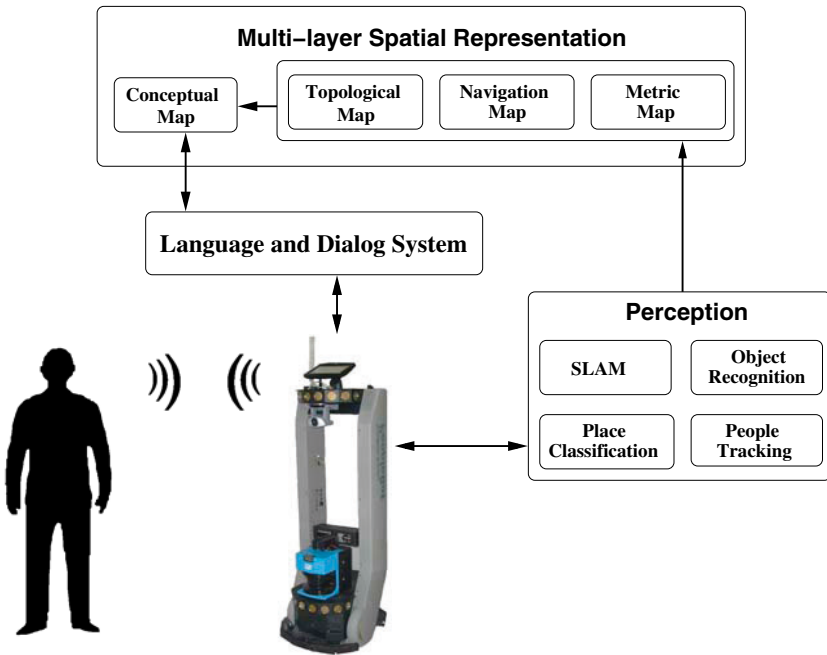 Multi–layer Spatial Representation
Conceptual
Map
Topological
Map
Navigation
Map
Metric
Map
Language and Dialog System
Perception
SLAM
Object
Recognition
Place
Classification
People
Tracking